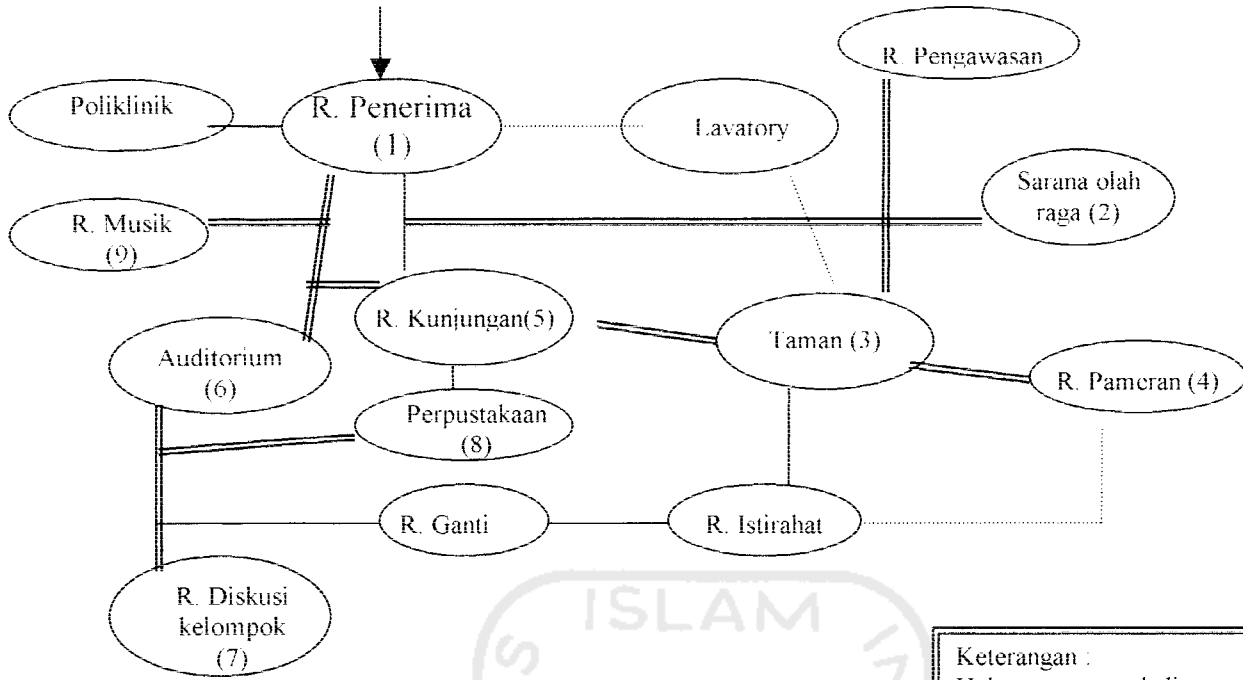 R. Pengawasan
Poliklinik
R. Penerima
(1)
Lavatory
Sarana olah
raga (2)
R. Musik
(9)
R. Kunjungan(5)
Taman (3)
Auditorium
(6)
R. Pameran (4)
Perpustakaan
(8)
R. Ganti
R. Istirahat
R. Diskusi
kelompok
(7)
ISLAM
S
Keterangan :